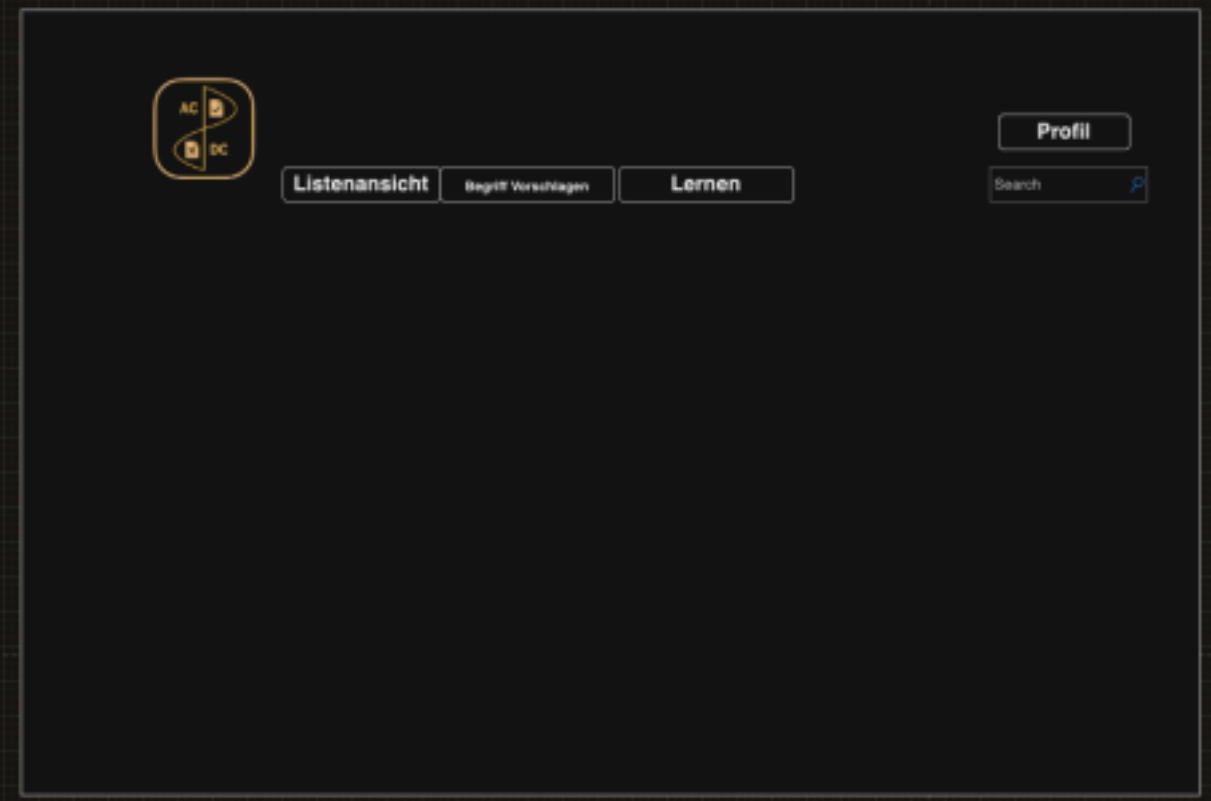 AC
DC
Profil
Listenansicht
Begriff Vorschlagen
Lernen
Search